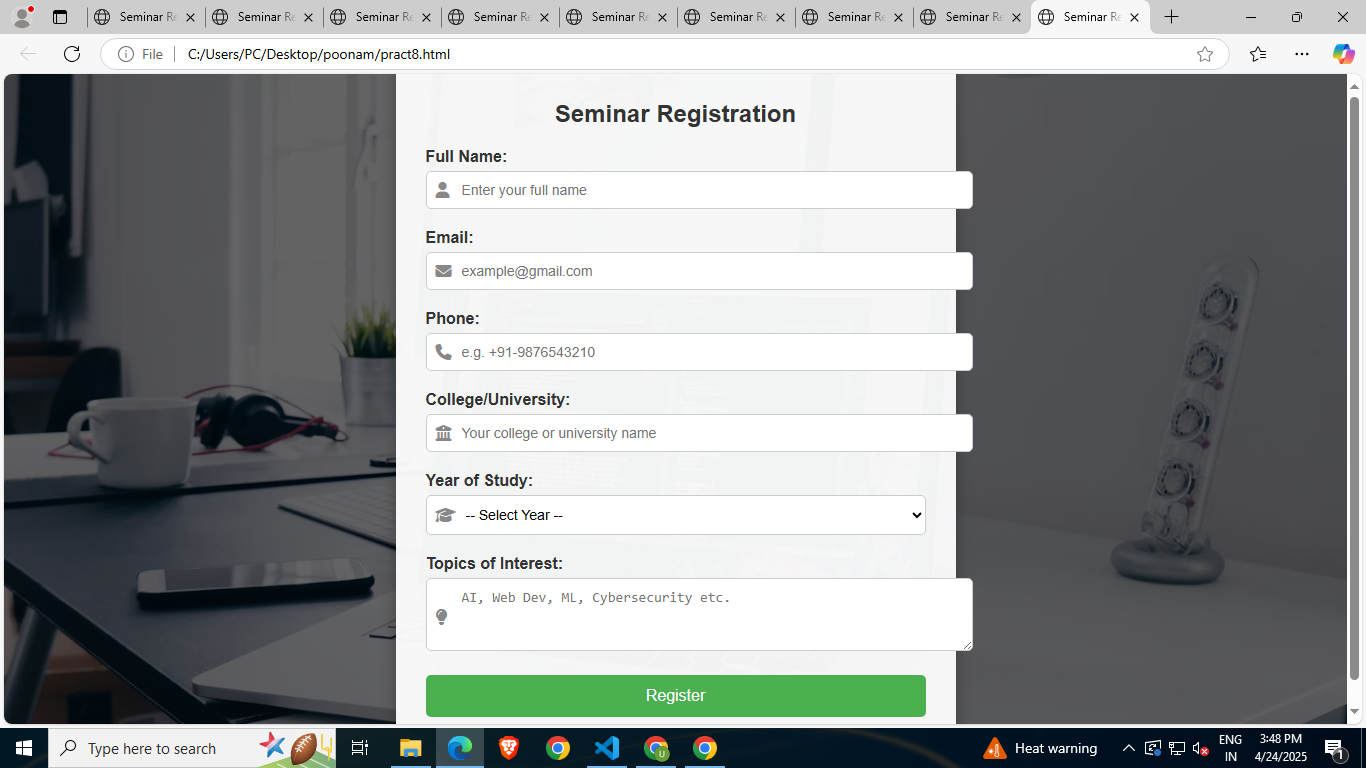 Seminar Re
Seminar Re
Seminar Re
Seminar Re
Seminar Re
Seminar Re
Seminar Re
Seminar Re
Seminar Re
File
C:/Users/PC/Desktop/poonam/pract8.html
Seminar Registration
Full Name:
Enter your full name
Email:
example@gmail.com
Phone:
e.g. +91-9876543210
College/University:
Your college or university name
Year of Study:
-- Select Year --
Topics of Interest:
AI, Web Dev, ML, Cybersecurity etc.
Register
Type here to search
U
Heat warning
ENG
IN
3:48 PM
4/24/2025
1